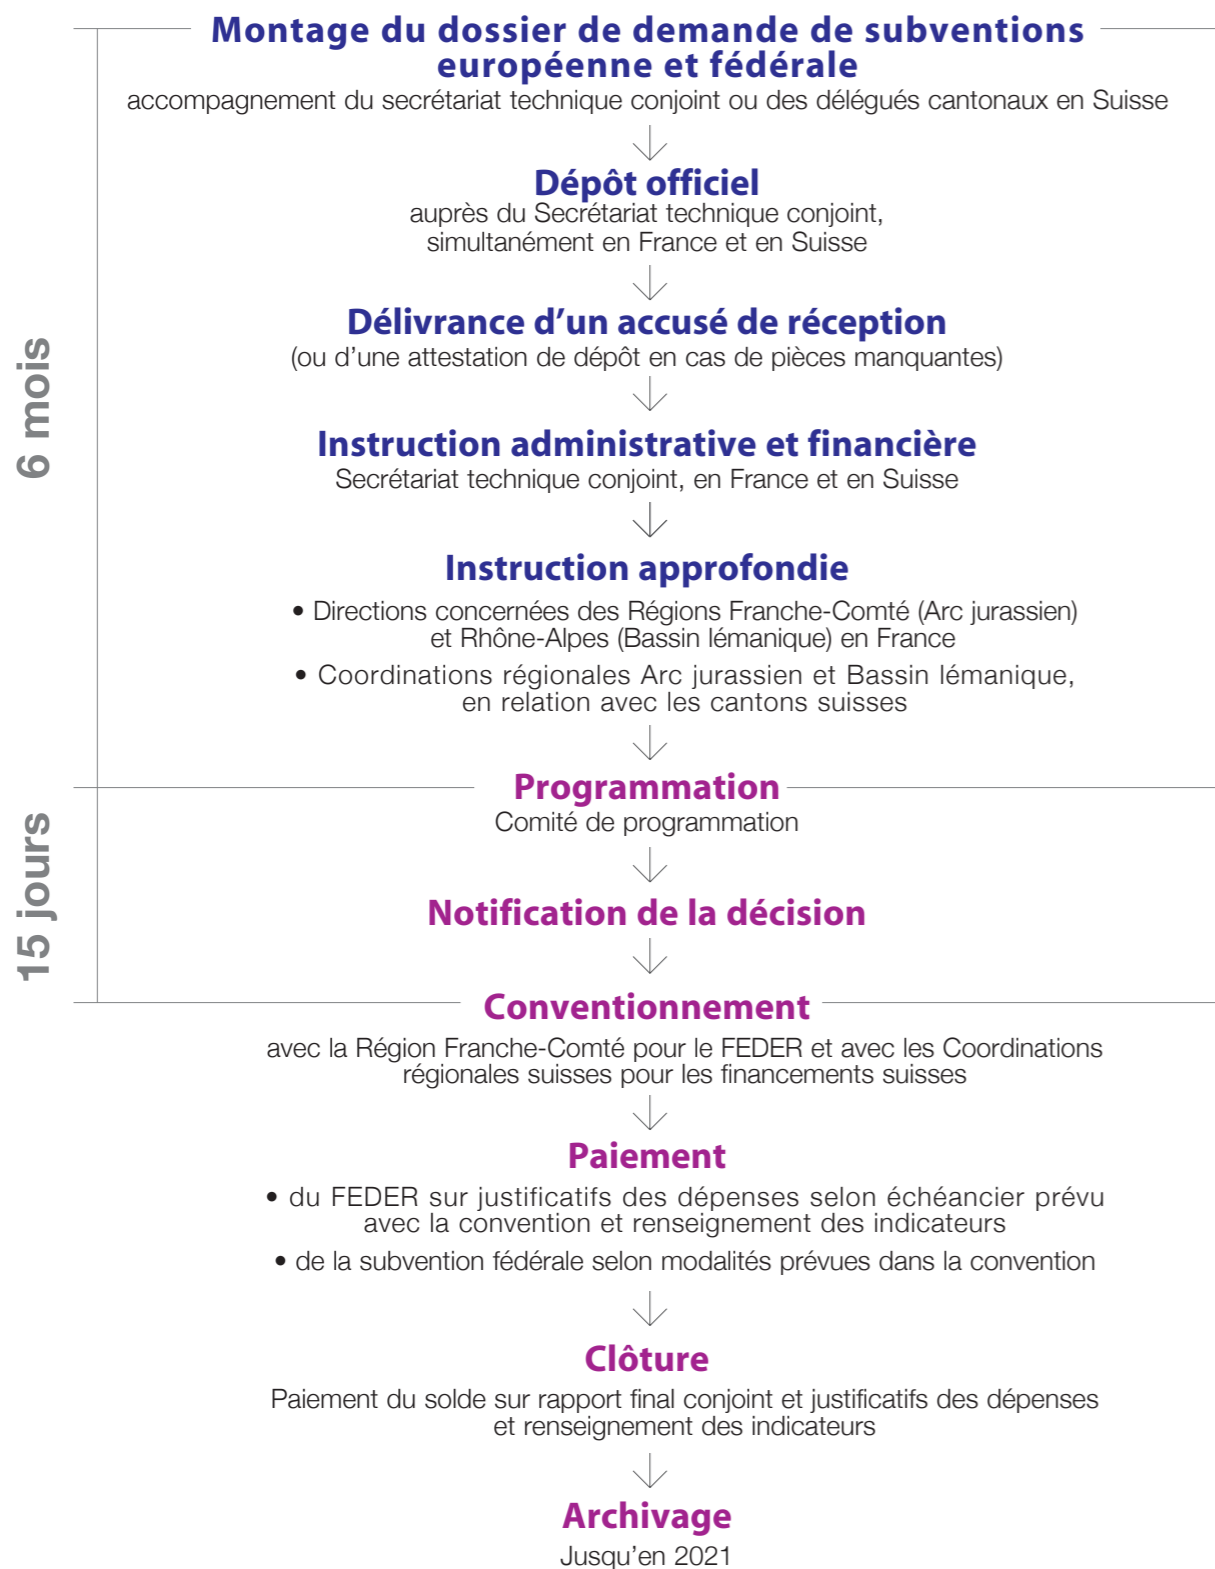 Montage du dossier de demande de subventions
européenne et fédérale
accompagnement du secrétariat technique conjoint ou des délégués cantonaux en Suisse
Dépôt officiel
auprès du Secrétariat technique conjoint,
simultanément en France et en Suisse
Délivrance d’un accusé de réception
(ou d’une attestation de dépôt en cas de pièces manquantes)
6 mois
Instruction administrative et financière
Secrétariat technique conjoint, en France et en Suisse
Instruction approfondie
• Directions concernées des Régions Franche-Comté (Arc jurassien)
et Rhône-Alpes (Bassin lémanique) en France
• Coordinations régionales Arc jurassien et Bassin lémanique,
en relation avec les cantons suisses
Programmation
Comité de programmation
15 jours
Notification de la décision
Conventionnement
avec la Région Franche-Comté pour le FEDER et avec les Coordinations
régionales suisses pour les financements suisses
Paiement
• du FEDER sur justificatifs des dépenses selon échéancier prévu
avec la convention et renseignement des indicateurs
• de la subvention fédérale selon modalités prévues dans la convention
Clôture
Paiement du solde sur rapport final conjoint et justificatifs des dépenses
et renseignement des indicateurs
Archivage
Jusqu’en 2021